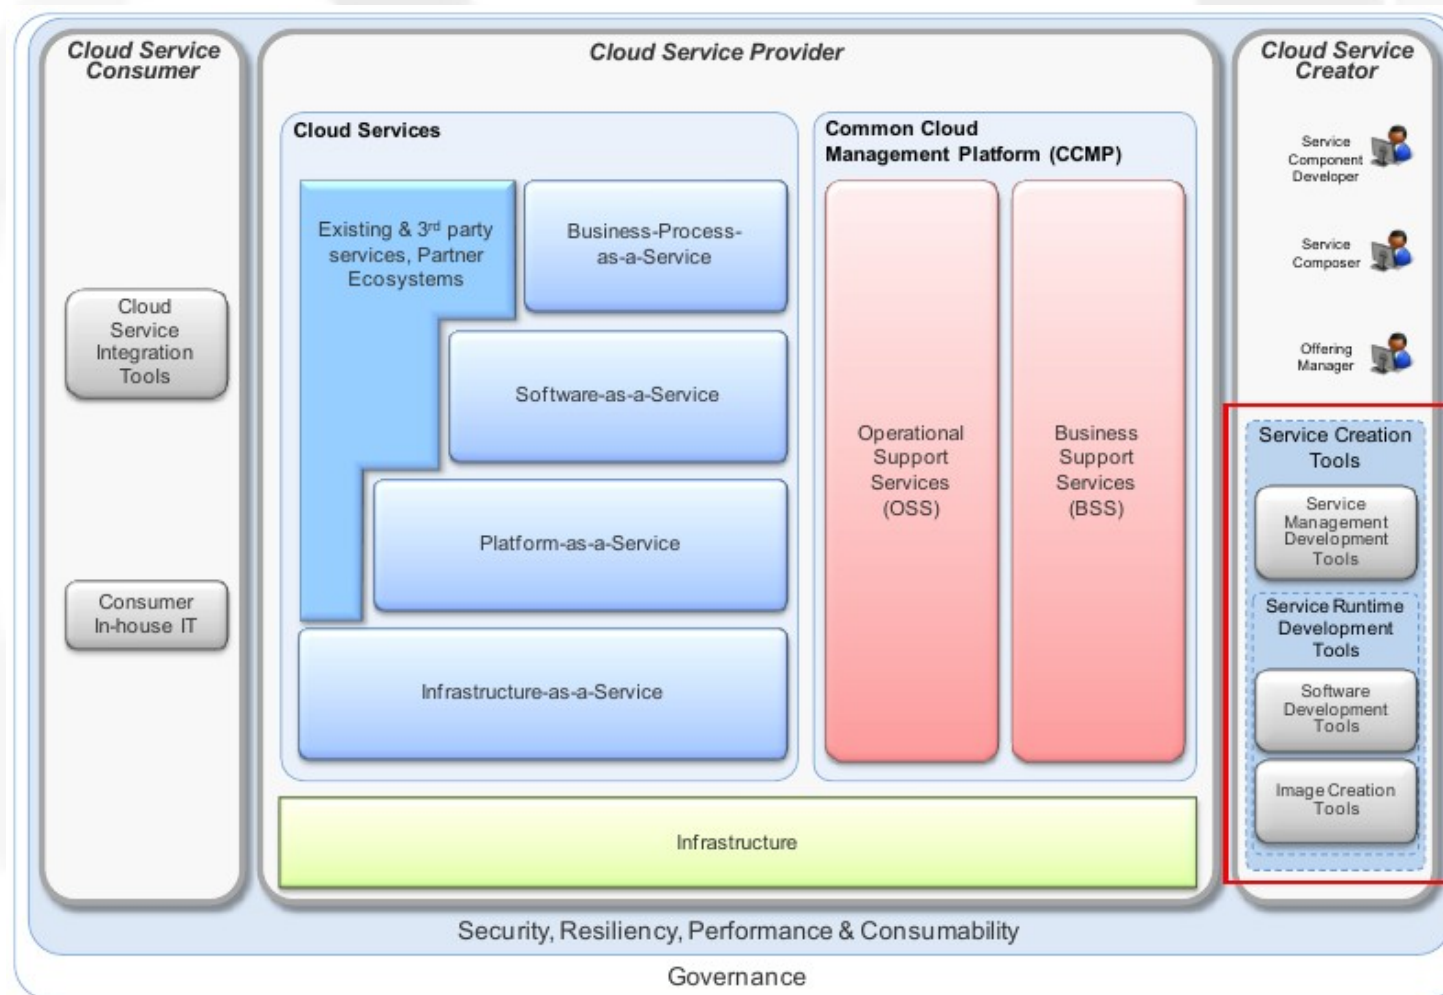 Cloud Service
Consumer
Cloud Service
Integration
Tools
Consumer
In-house IT
Cloud Service Provider
Cloud Services
Existing & 3rd party
services, Partner
Ecosystems
Business-Process-
as-a-Service
Software-as-a-Service
Platform-as-a-Service
Infrastructure-as-a-Service
Common Cloud
Management Platform (CCMP)
Operational
Support
Services
(OSS)
Business
Support
Services
(BSS)
Infrastructure
Cloud Service
Creator
Service
Component
Developer
Service
Composer
Offering
Manager
Service Creation
Tools
Service
Management
Development
Tools
Service Runtime
Development
Tools
Software
Development
Tools
Image Creation
Tools
Security, Resiliency, Performance & Consumability
Governance